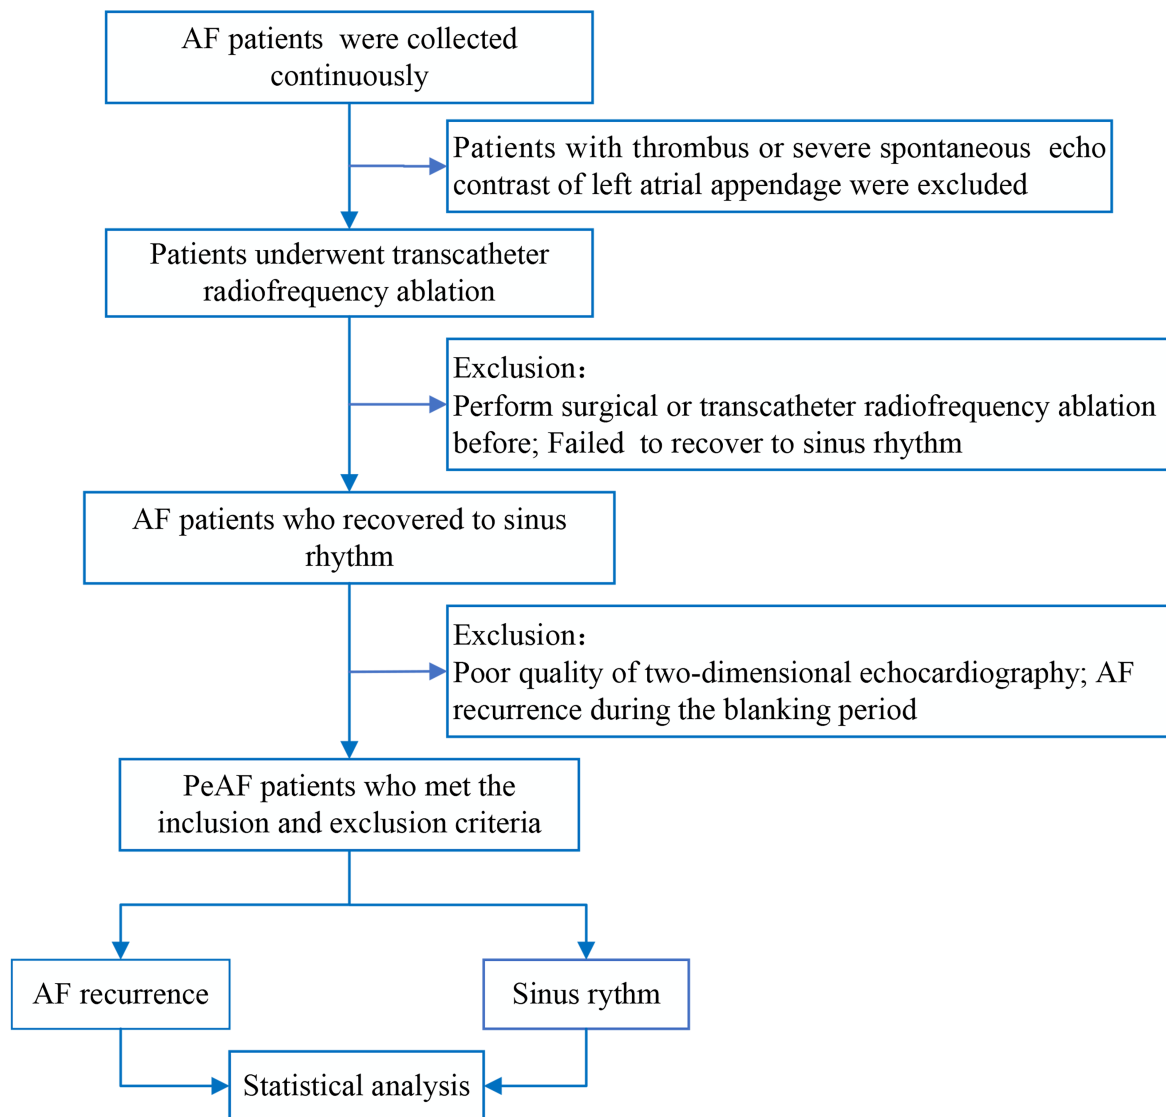 AF patients were collected
continuously
Patients with thrombus or severe spontaneous echo
contrast of left atrial appendage were excluded
Patients underwent transcatheter
radiofrequency ablation
Exclusion：
Perform surgical or transcatheter radiofrequency ablation
before; Failed to recover to sinus rhythm
AF patients who recovered to sinus
rhythm
Exclusion：
Poor quality of two-dimensional echocardiography; AF
recurrence during the blanking period
PeAF patients who met the
inclusion and exclusion criteria
AF recurrence
Sinus rythm
Statistical analysis